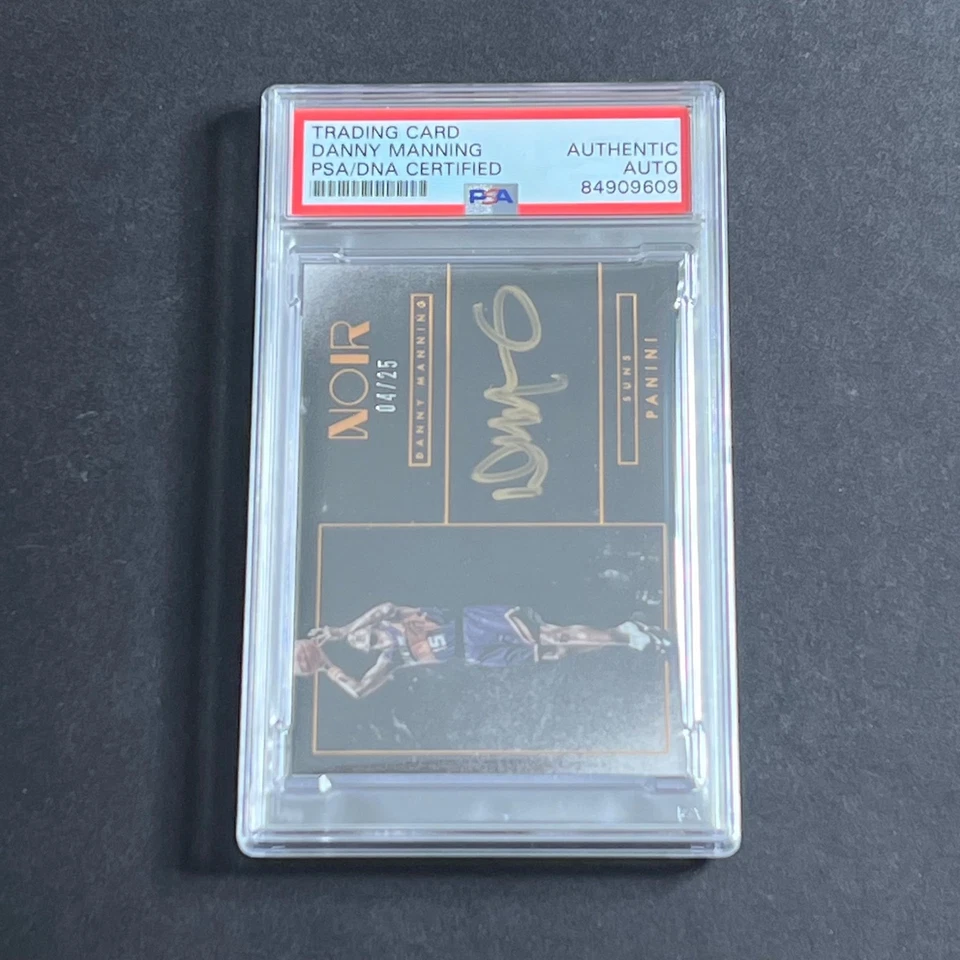 TRADING CARD
DANNY MANNING
PSA/DNA CERTIFIED
AUTHENTIC
AUTO
84909609
PSA
NOIR
04/25
DANNY MANNING
SUNS
PANINI